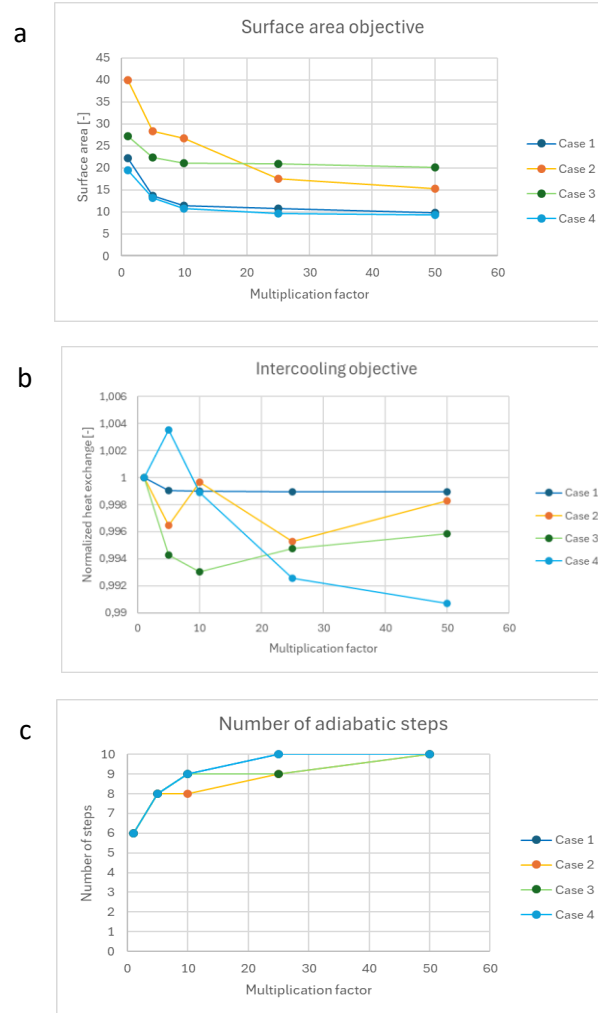 a
Surface area objective
45
40
35
30
25
20
15
10
5
0
Surface area [-]
0 10 20 30 40 50 60
Multiplication factor
Case 1
Case 2
Case 3
Case 4
b
Intercooling objective
1,006
1,004
1,002
1
0,998
0,996
0,994
0,992
0,99
Normalized heat exchange [-]
0 10 20 30 40 50 60
Multiplication factor
Case 1
Case 2
Case 3
Case 4
c
Number of adiabatic steps
10
9
8
7
6
5
4
3
2
1
0
Number of steps
0 10 20 30 40 50 60
Multiplication factor
Case 1
Case 2
Case 3
Case 4